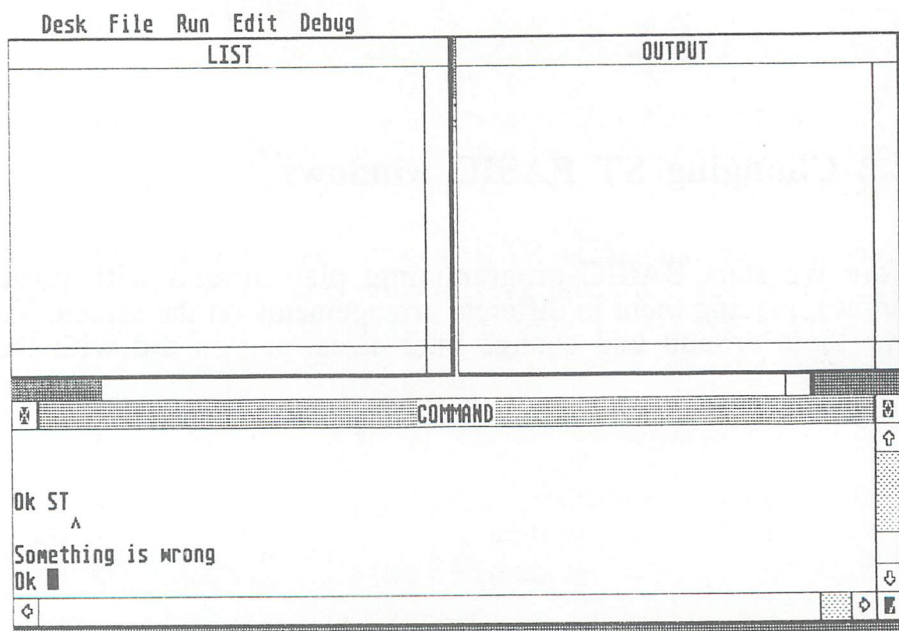 Desk File Run Edit Debug
LIST
OUTPUT
COMMAND
Ok ST
^
Something is wrong
Ok